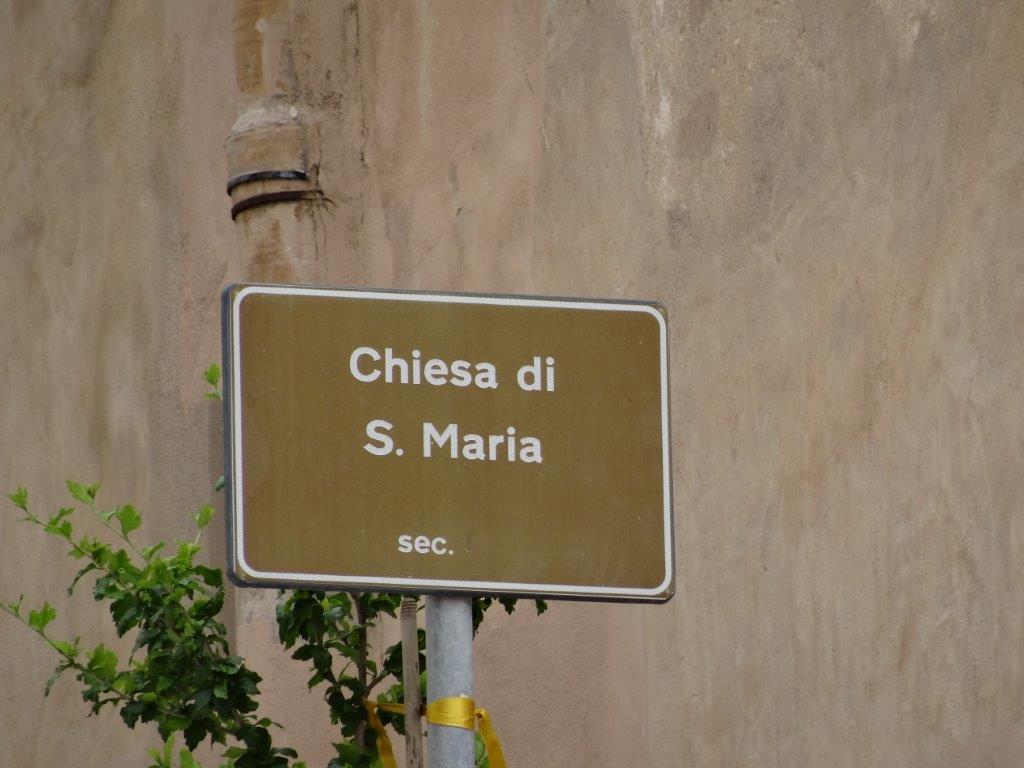 Chiesa di
S. Maria
sec.